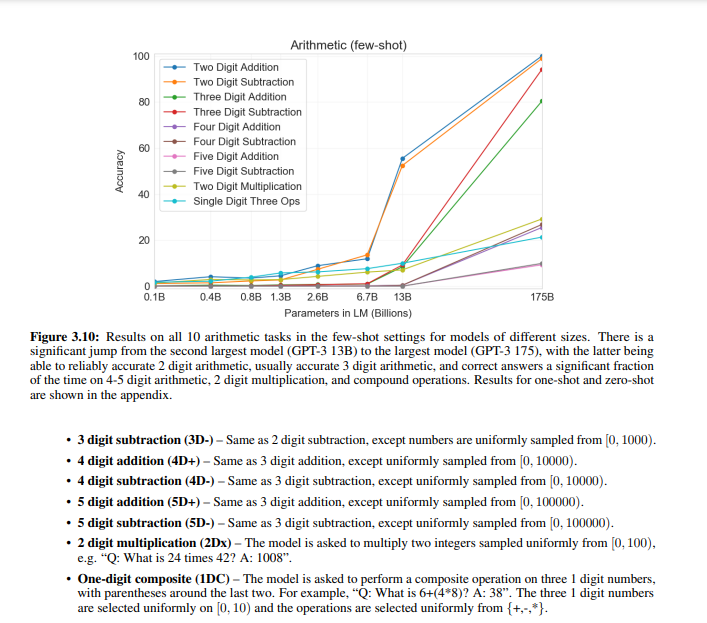 Arithmetic (few-shot)
100
80
60
40
20
0
Accuracy
Two Digit Addition
Two Digit Subtraction
Three Digit Addition
Three Digit Subtraction
Four Digit Addition
Four Digit Subtraction
Five Digit Addition
Five Digit Subtraction
Two Digit Multiplication
Single Digit Three Ops
0.1B 0.4B 0.8B 1.3B 2.6B 6.7B 13B 175B
Parameters in LM (Billions)
Figure 3.10: Results on all 10 arithmetic tasks in the few-shot settings for models of different sizes. There is a
significant jump from the second largest model (GPT-3 13B) to the largest model (GPT-3 175), with the latter being
able to reliably accurate 2 digit arithmetic, usually accurate 3 digit arithmetic, and correct answers a significant fraction
of the time on 4-5 digit arithmetic, 2 digit multiplication, and compound operations. Results for one-shot and zero-shot
are shown in the appendix.
• 3 digit subtraction (3D-) – Same as 2 digit subtraction, except numbers are uniformly sampled from [0, 1000).
• 4 digit addition (4D+) – Same as 3 digit addition, except uniformly sampled from [0, 10000).
• 4 digit subtraction (4D-) – Same as 3 digit subtraction, except uniformly sampled from [0, 10000).
• 5 digit addition (5D+) – Same as 3 digit addition, except uniformly sampled from [0, 100000).
• 5 digit subtraction (5D-) – Same as 3 digit subtraction, except uniformly sampled from [0, 100000).
• 2 digit multiplication (2Dx) – The model is asked to multiply two integers sampled uniformly from [0, 100),
e.g. “Q: What is 24 times 42? A: 1008”.
• One-digit composite (1DC) – The model is asked to perform a composite operation on three 1 digit numbers,
with parentheses around the last two. For example, “Q: What is 6+(4*8)? A: 38”. The three 1 digit numbers
are selected uniformly on [0, 10) and the operations are selected uniformly from {+,-,*}.